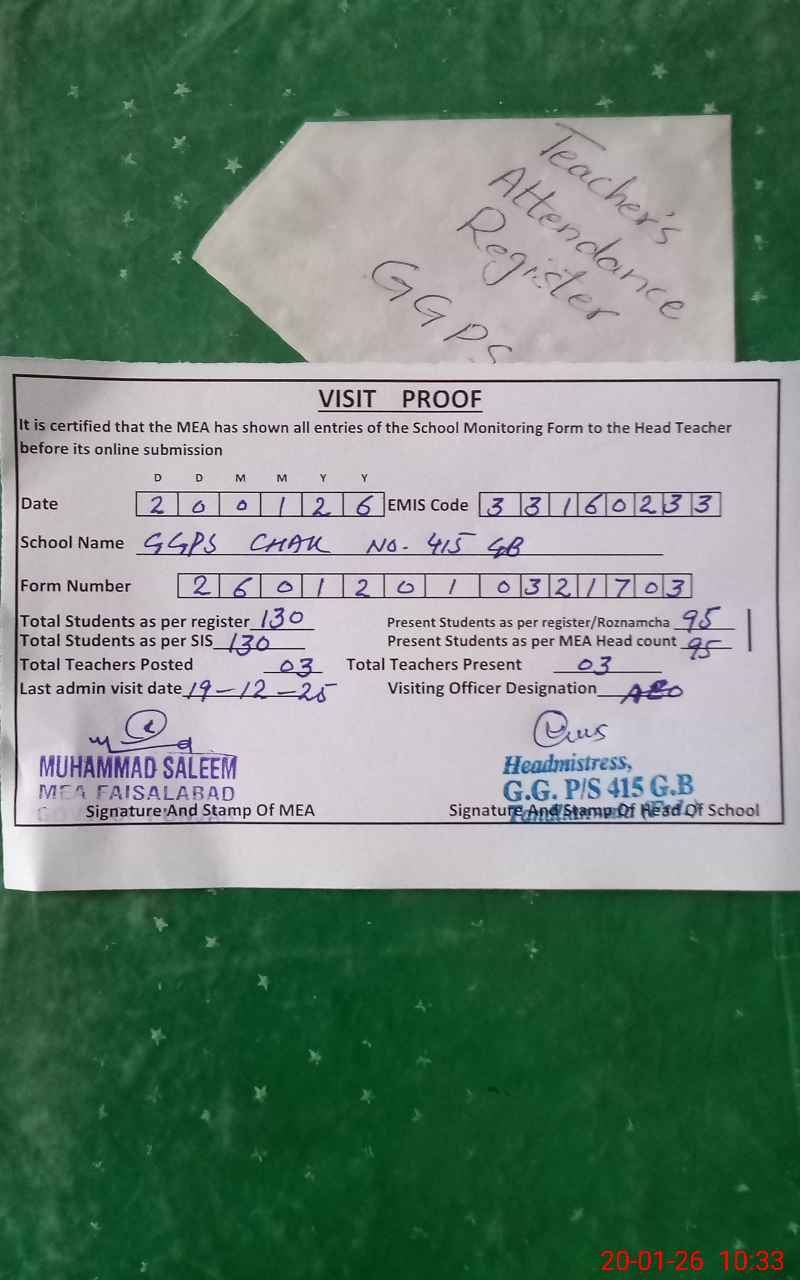 Teacher's
Attendance
Register
GGPS
VISIT PROOF
It is certified that the MEA has shown all entries of the School Monitoring Form to the Head Teacher
before its online submission
D D M M Y Y
Date 2 0 0 1 2 6 EMIS Code 3 3 1 6 0 2 3 3
School Name GGPS CHAK NO. 415 GB
Form Number 2 6 0 1 2 0 1 0 3 2 1 7 0 3
Total Students as per register 130 Present Students as per register/Roznamcha 95
Total Students as per SIS 130 Present Students as per MEA Head count 95
Total Teachers Posted 03 Total Teachers Present 03
Last admin visit date 19-12-25 Visiting Officer Designation AEO
MUHAMMAD SALEEM Headmistress,
MEA FAISALABAD G.G. P/S 415 G.B
Signature And Stamp Of MEA Signature And Stamp Of Head Of School
20-01-26 10:33